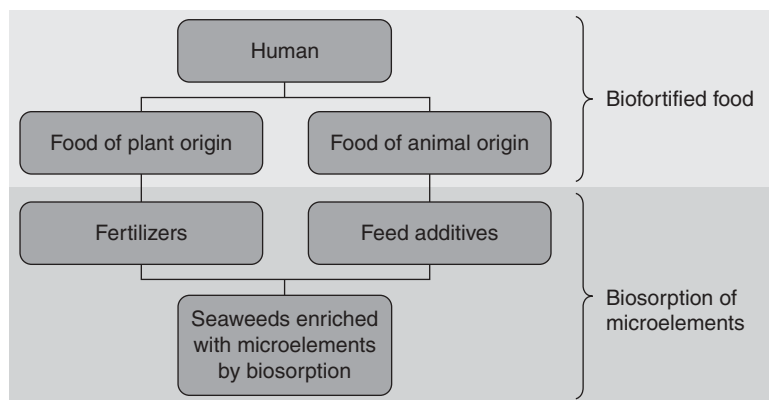 Human
Biofortified food
Food of plant origin
Food of animal origin
Fertilizers
Feed additives
Biosorption of
microelements
Seaweeds enriched
with microelements
by biosorption